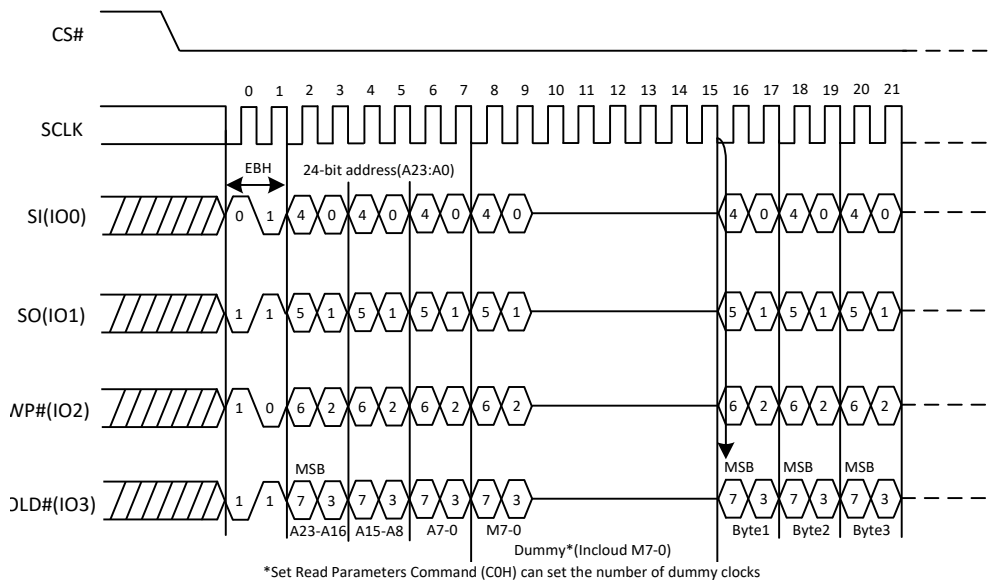 CS#
0 1 2 3 4 5 6 7 8 9 10 11 12 13 14 15 16 17 18 19 20 21
SCLK
EBH 24-bit address(A23:A0)
SI(IO0) 0 1 4 0 4 0 4 0 4 0 4 0 4 0 4 0
SO(IO1) 1 1 5 1 5 1 5 1 5 1 5 1 5 1 5 1
WP#(IO2) 1 0 6 2 6 2 6 2 6 2 6 2 6 2 6 2
MSB MSB MSB MSB
OLD#(IO3) 1 1 7 3 7 3 7 3 7 3 7 3 7 3 7 3
A23-A16 A15-A8 A7-0 M7-0 Byte1 Byte2 Byte3
Dummy*(Incloud M7-0)
*Set Read Parameters Command (C0H) can set the number of dummy clocks